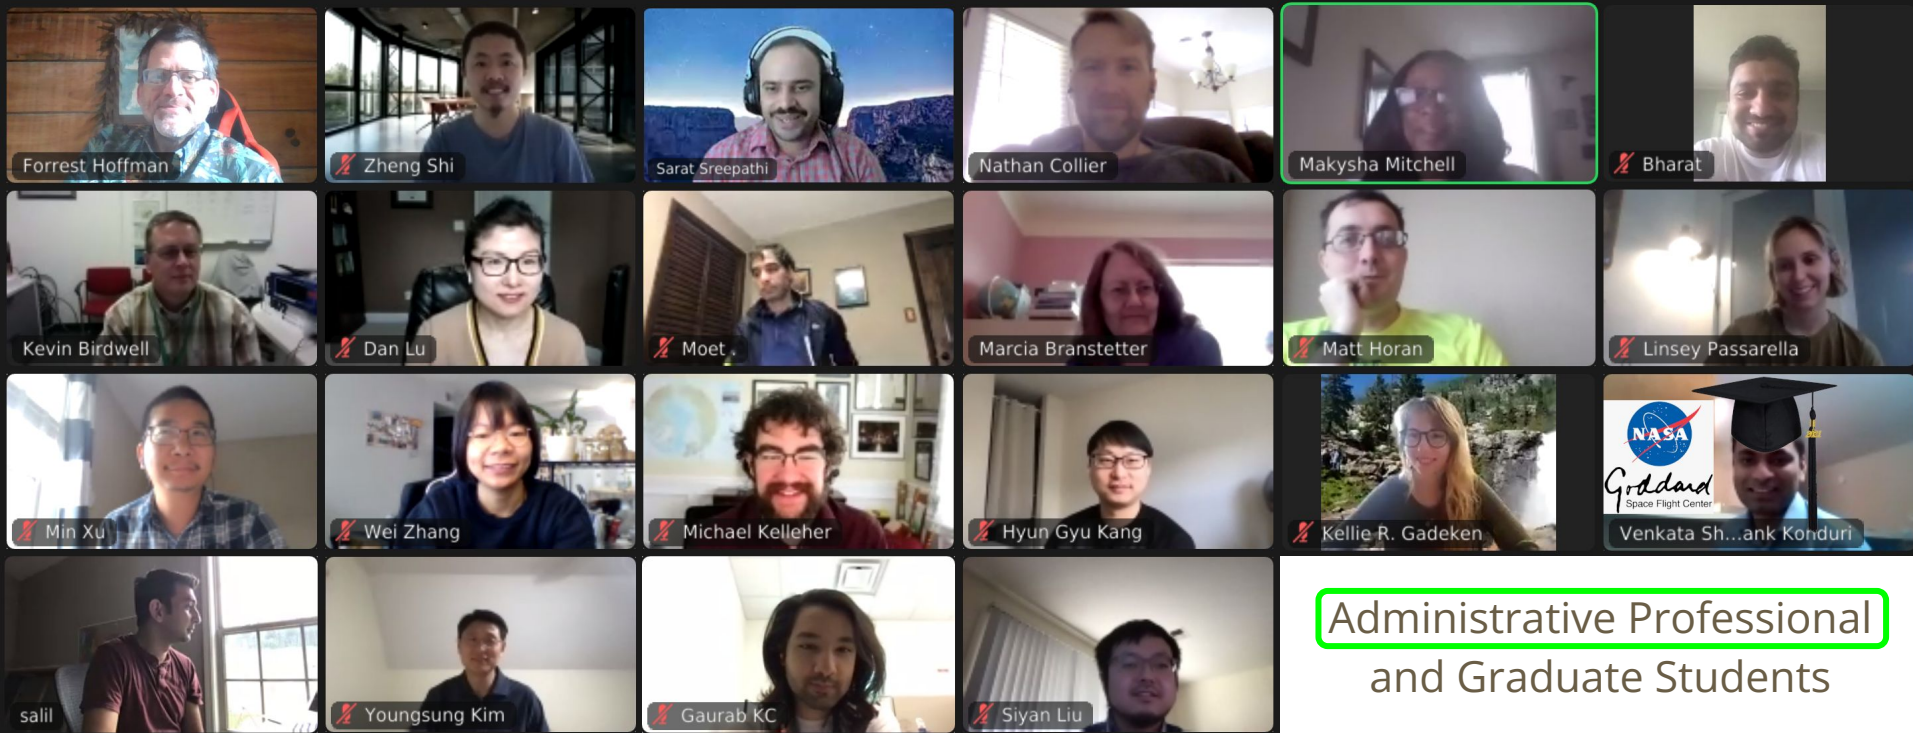 Forrest Hoffman
Zheng Shi
Sarat Sreepathi
Nathan Collier
Makysha Mitchell
Bharat
Kevin Birdwell
Dan Lu
Moet .
Marcia Branstetter
Matt Horan
Linsey Passarella
Min Xu
Wei Zhang
Michael Kelleher
Hyun Gyu Kang
Kellie R. Gadeken
NASA
Goddard
Space Flight Center
Venkata Sh...ank Konduri
salil
Youngsung Kim
Gaurab KC
Siyan Liu
Administrative Professional
and Graduate Students